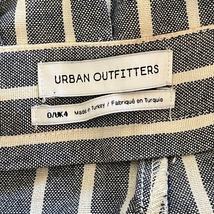 URBAN OUTFITTERS
0/UK4 Made in Turkey / Fabriqué en Turquie